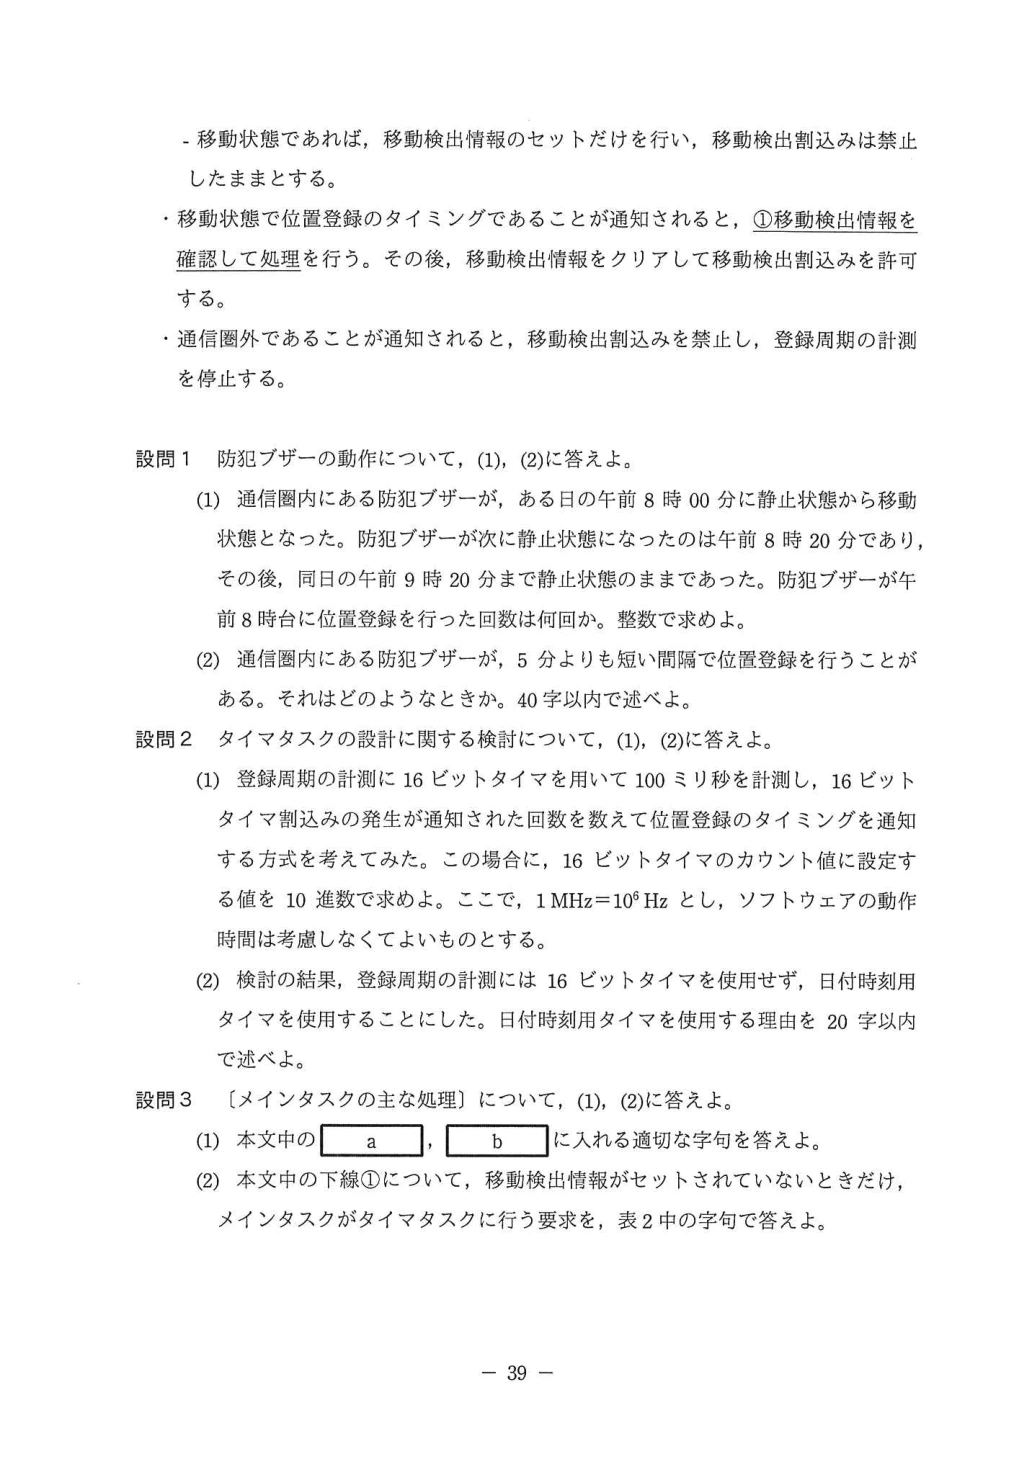 - 移動状態であれば，移動検出情報のセットだけを行い，移動検出割込みは禁止
したままとする。
・移動状態で位置登録のタイミングであることが通知されると，①移動検出情報を
確認して処理を行う。その後，移動検出情報をクリアして移動検出割込みを許可
する。
・通信圏外であることが通知されると，移動検出割込みを禁止し，登録周期の計測
を停止する。
設問1 防犯ブザーの動作について，(1)，(2)に答えよ。
(1) 通信圏内にある防犯ブザーが，ある日の午前 8 時 00 分に静止状態から移動
状態となった。防犯ブザーが次に静止状態になったのは午前 8 時 20 分であり，
その後，同日の午前 9 時 20 分まで静止状態のままであった。防犯ブザーが午
前 8 時台に位置登録を行った回数は何回か。整数で求めよ。
(2) 通信圏内にある防犯ブザーが，5 分よりも短い間隔で位置登録を行うことが
ある。それはどのようなときか。40 字以内で述べよ。
設問2 タイマタスクの設計に関する検討について，(1)，(2)に答えよ。
(1) 登録周期の計測に 16 ビットタイマを用いて 100 ミリ秒を計測し，16 ビット
タイマ割込みの発生が通知された回数を数えて位置登録のタイミングを通知
する方式を考えてみた。この場合に，16 ビットタイマのカウント値に設定す
る値を 10 進数で求めよ。ここで，1 MHz＝10⁶ Hz とし，ソフトウェアの動作
時間は考慮しなくてよいものとする。
(2) 検討の結果，登録周期の計測には 16 ビットタイマを使用せず，日付時刻用
タイマを使用することにした。日付時刻用タイマを使用する理由を 20 字以内
で述べよ。
設問3 〔メインタスクの主な処理〕について，(1)，(2)に答えよ。
(1) 本文中の a ， b に入れる適切な字句を答えよ。
(2) 本文中の下線①について，移動検出情報がセットされていないときだけ，
メインタスクがタイマタスクに行う要求を，表 2 中の字句で答えよ。
－ 39 －